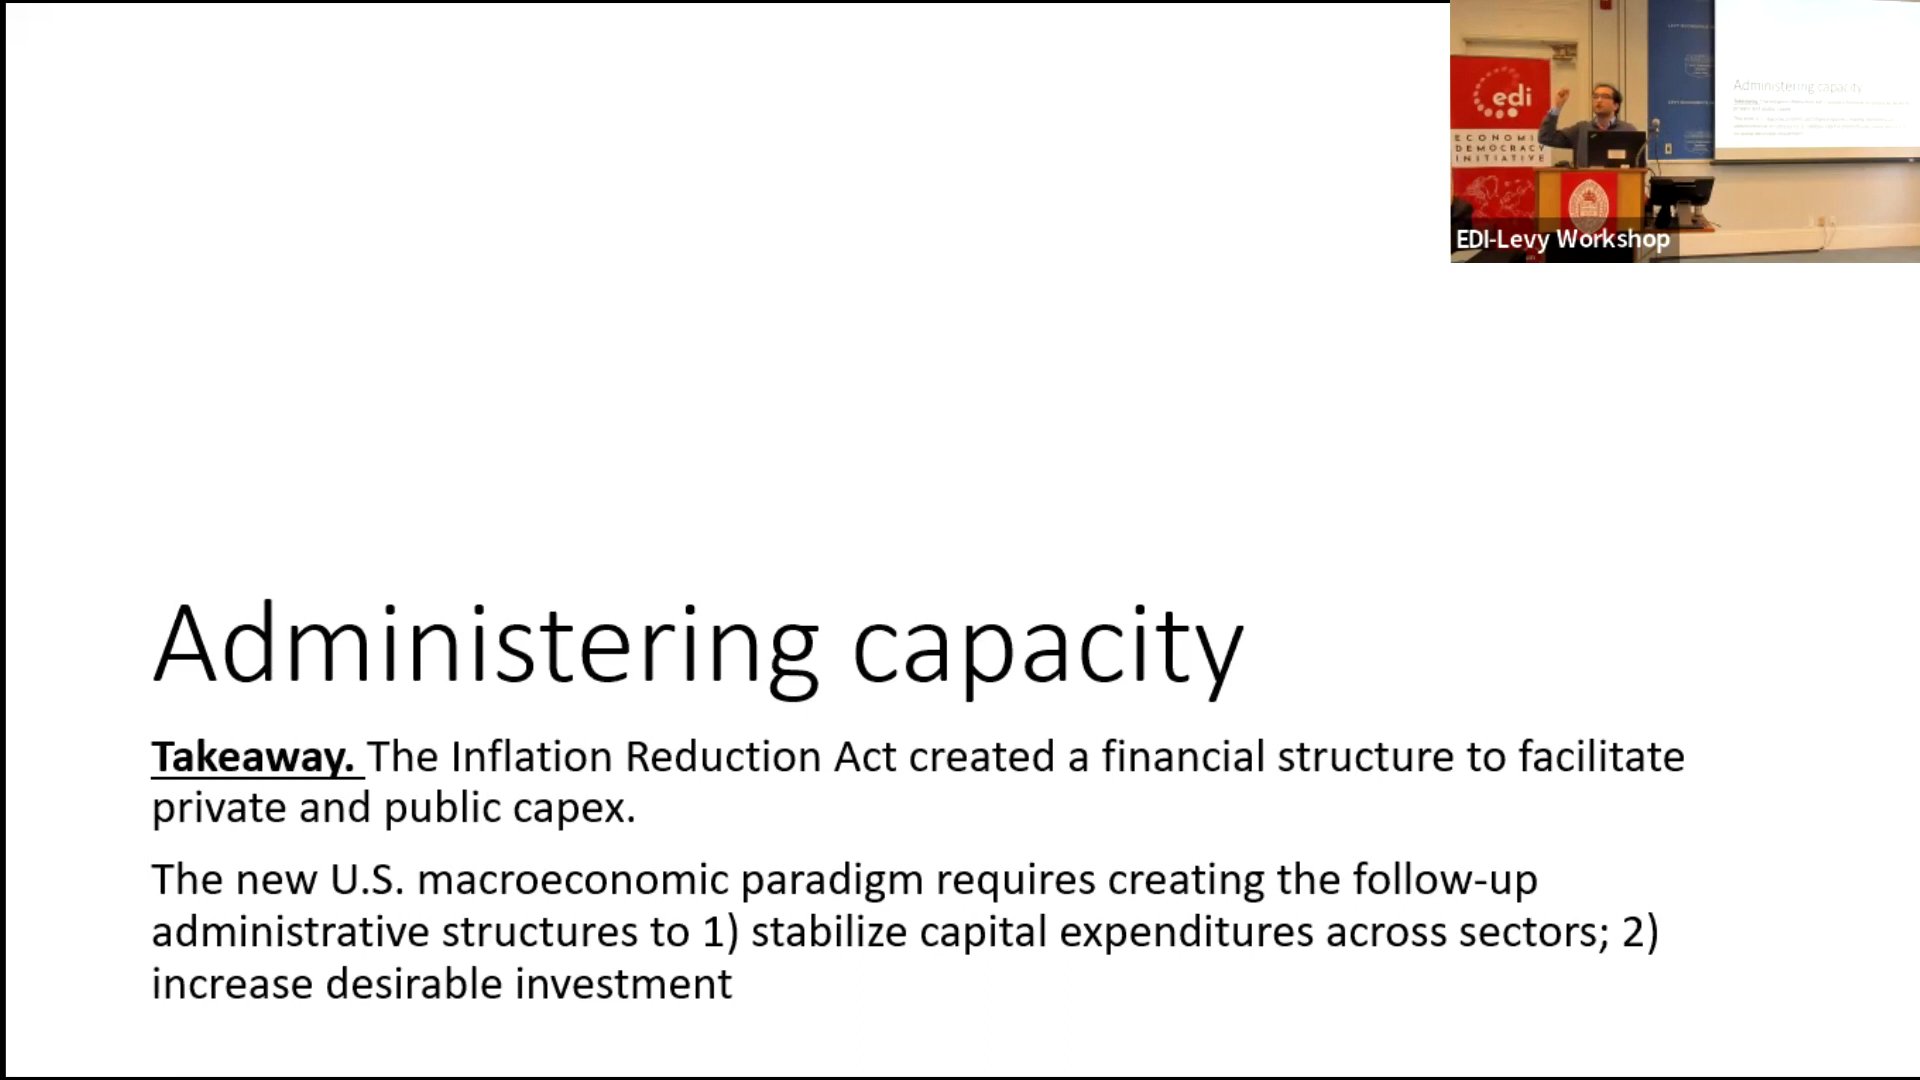 edi
ECONOMI
DEMOCRACY
INITIATIVE
Administering capacity
EDI-Levy Workshop
Administering capacity
Takeaway. The Inflation Reduction Act created a financial structure to facilitate
private and public capex.
The new U.S. macroeconomic paradigm requires creating the follow-up
administrative structures to 1) stabilize capital expenditures across sectors; 2)
increase desirable investment